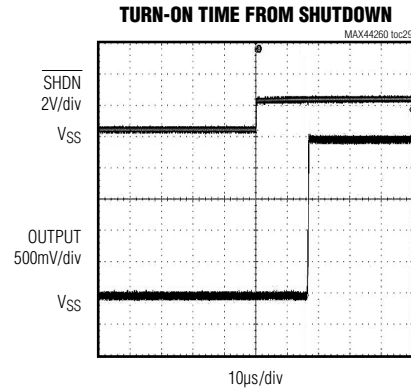 TURN-ON TIME FROM SHUTDOWN
MAX44260 toc29
SHDN
2V/div
VSS
OUTPUT
500mV/div
VSS
10µs/div